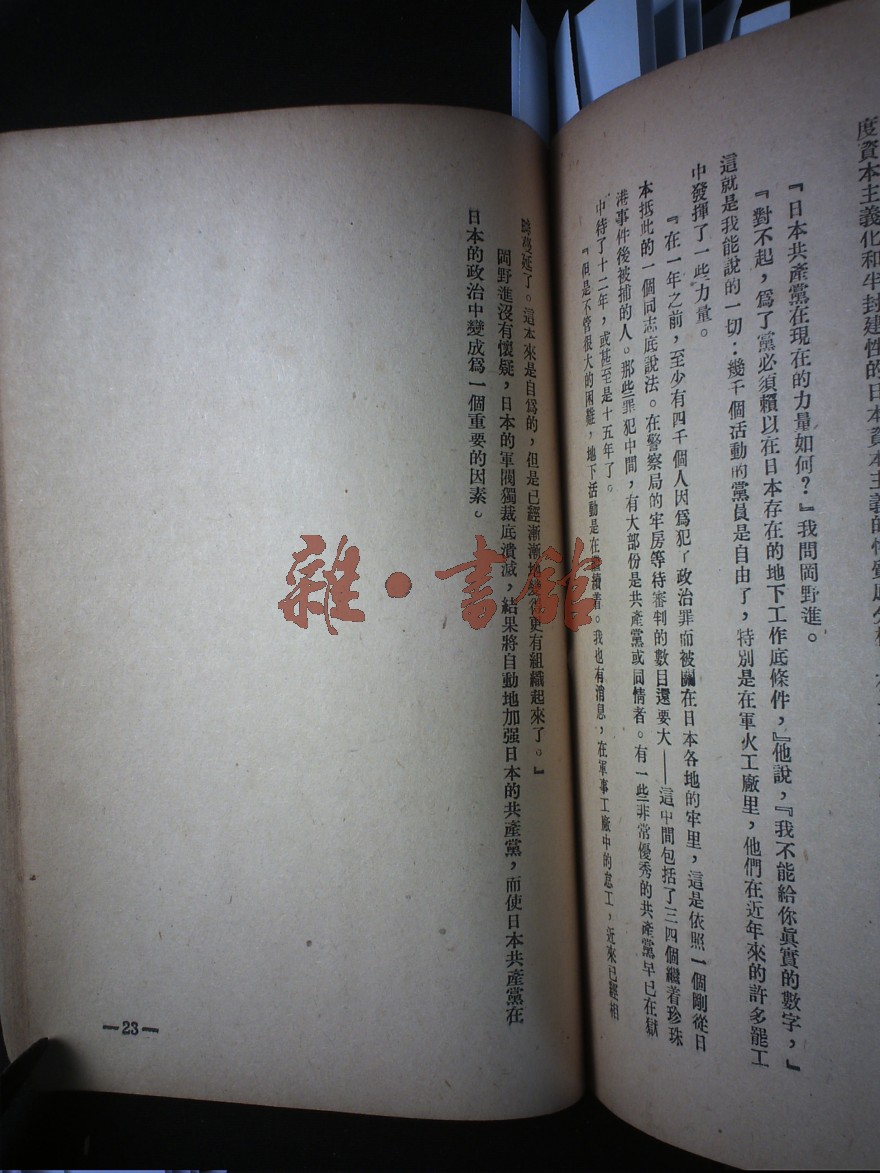 度資本主義化和半封建性的日本資本主義的
『日本共產黨在現在的力量如何?』我問岡野進。
『對不起,爲了黨必須賴以在日本存在的地下工作底條件,』他說,『我不能給你眞實的數字,』
這就是我能說的一切:幾千個活動的黨員是自由了,特別是在軍火工廠里,他們在近年來的許多罷工
中發揮了一些力量。
『在一年之前,至少有四千個人因爲犯了政治罪而被關在日本各地的牢里,這是依照一個剛從日
本抵此的一個同志底說法。在警察局的牢房等待審判的數目還要大——這中間包括了三四個繼着珍珠
港事件後被捕的人。那些罪犯中間,有大部份是共產黨或同情者。有一些非常優秀的共產黨早已在獄
中待了十二年,或甚至是十五年了。
『但是不管很大的困難,地下活動是在繼續着。我也有消息,在軍事工廠中的怠工,近來已經相
蔓延了。這本來是自爲的,但是已經漸漸地變得更有組織起來了。』
岡野進沒有懷疑,日本的軍閥獨裁底潰滅,結果將自動地加强日本的共產黨,而使日本共產黨在
日本的政治中變成爲一個重要的因素。
—23—
雜·書館